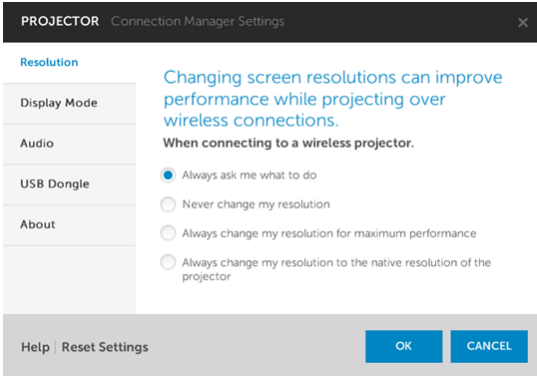 PROJECTOR Connection Manager Settings
Resolution
Display Mode
Audio
USB Dongle
About
Changing screen resolutions can improve
performance while projecting over
wireless connections.
When connecting to a wireless projector.
Always ask me what to do
Never change my resolution
Always change my resolution for maximum performance
Always change my resolution to the native resolution of the
projector
Help | Reset Settings
OK
CANCEL